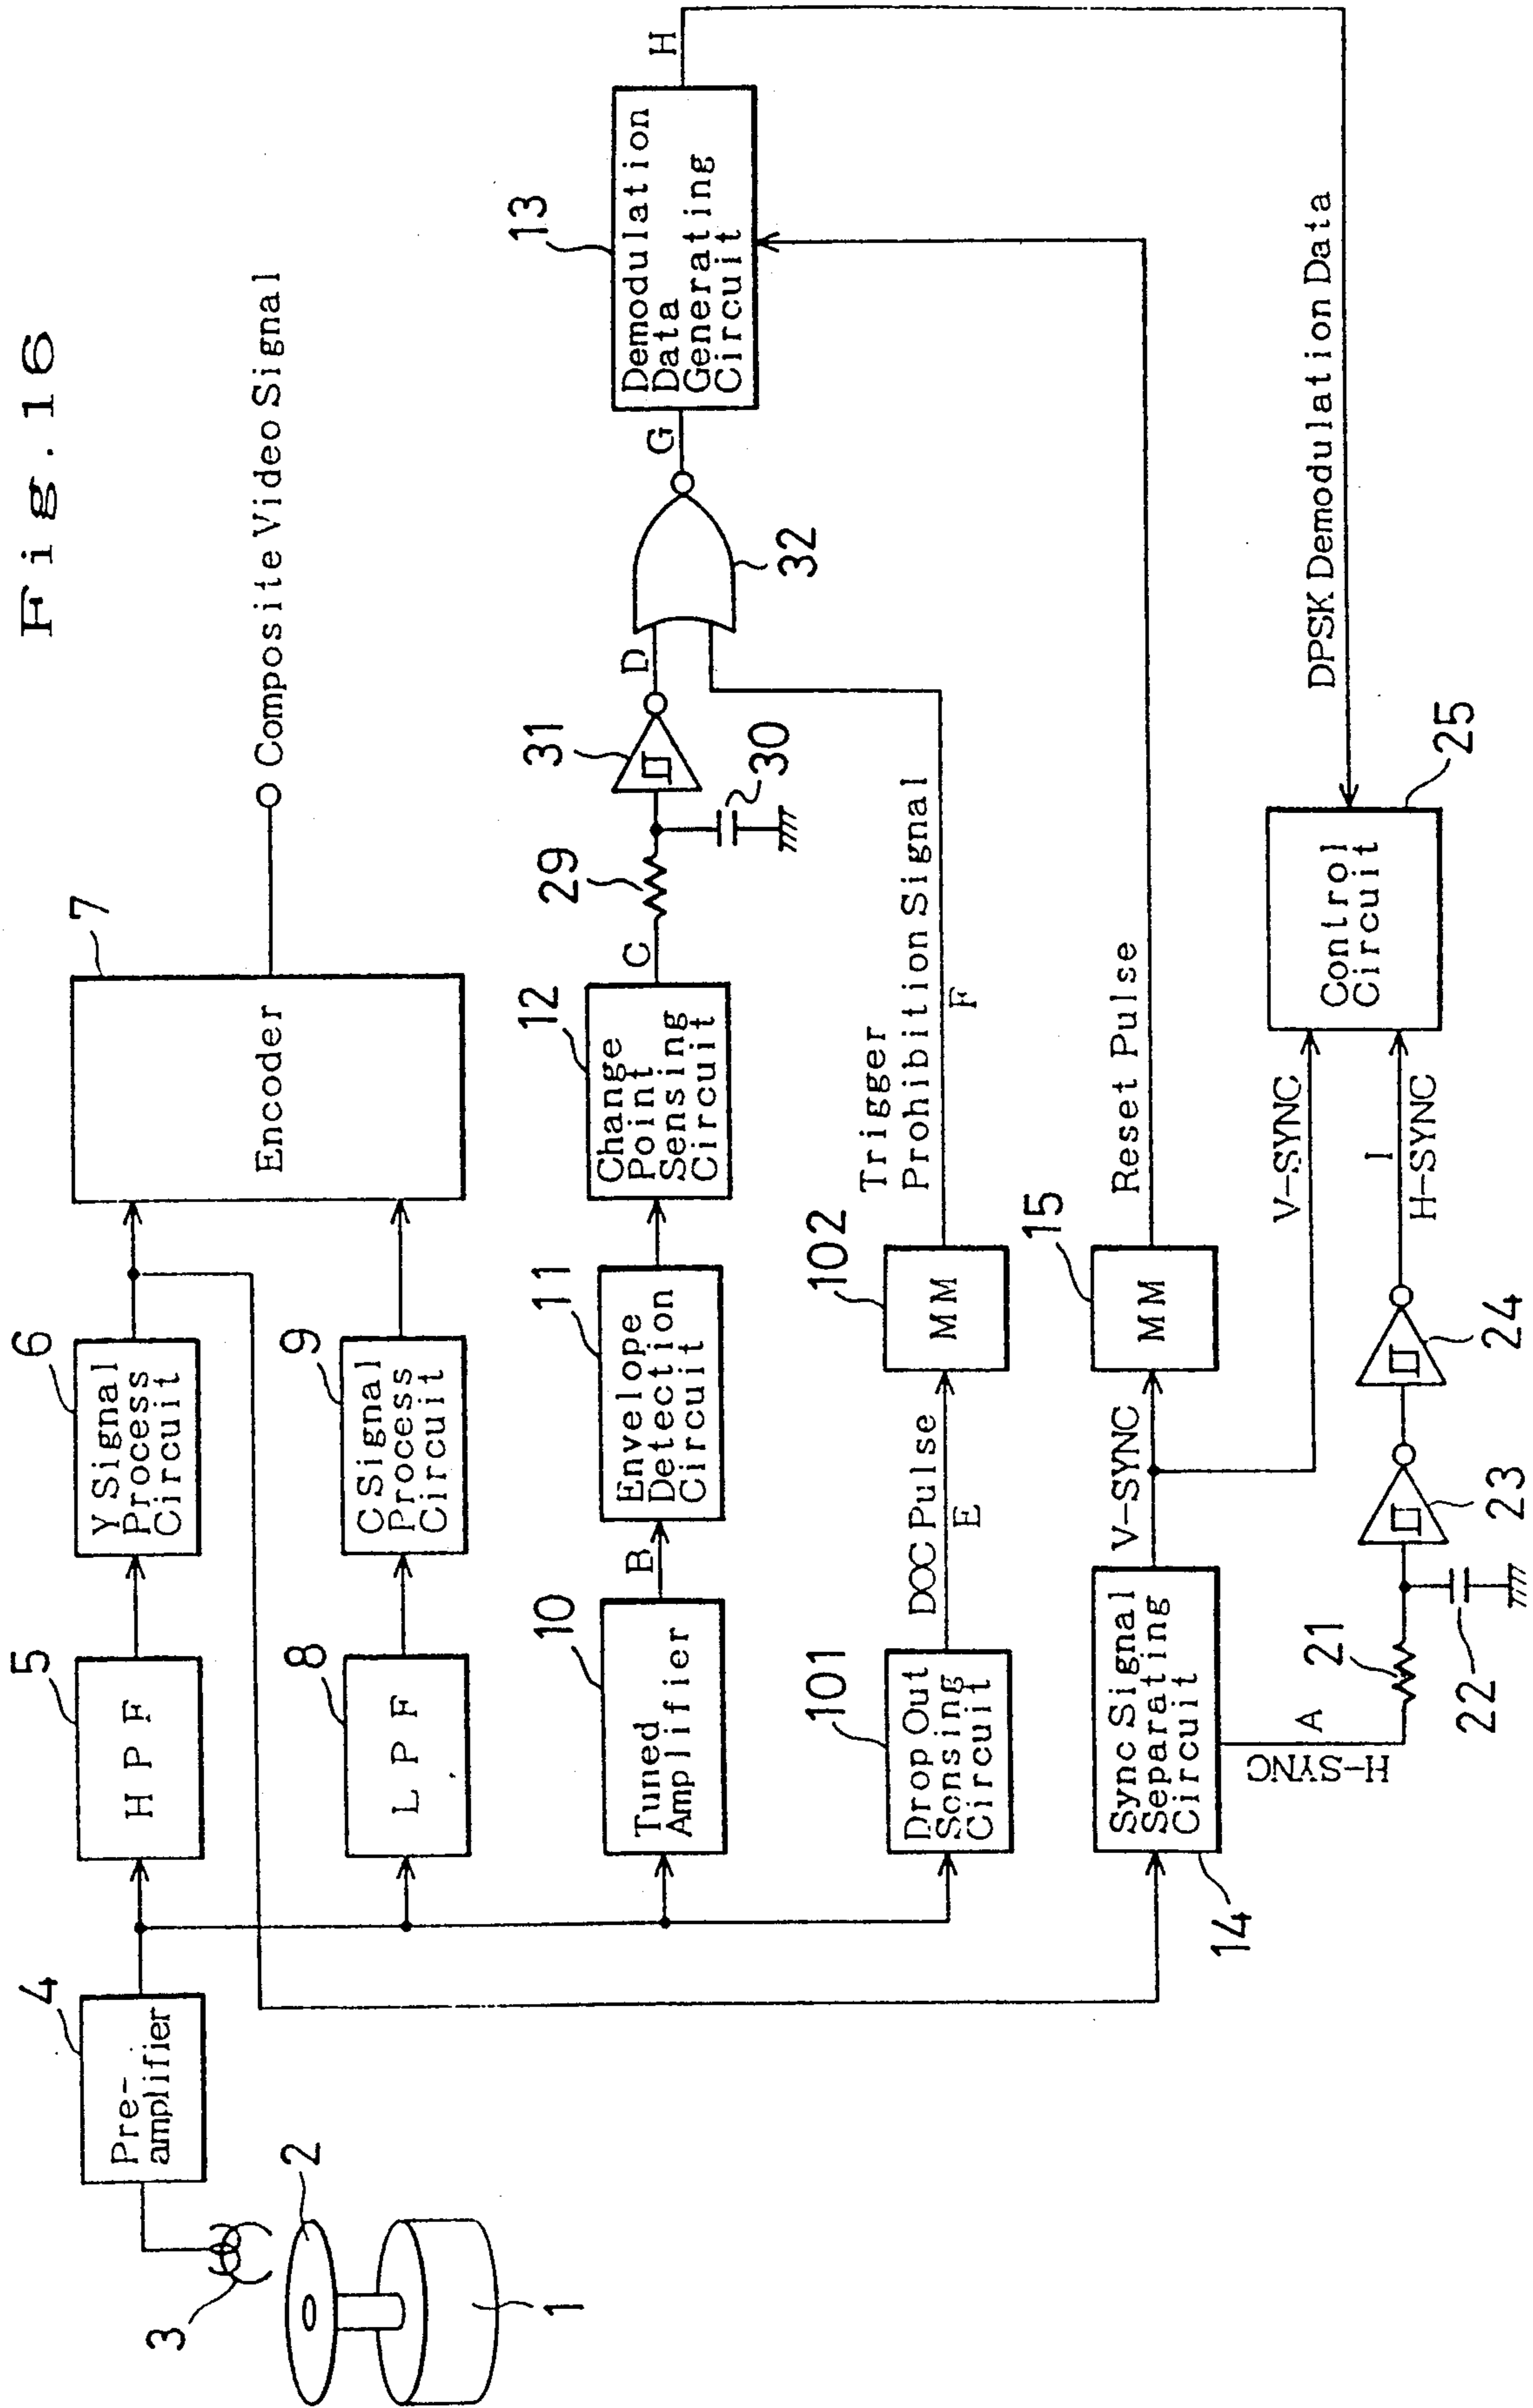 Fig.16
1
2
3
4
Pre-
amplifier
5
HPF
6
Y Signal
Process
Circuit
7
Encoder
Composite Video Signal
8
LPF
9
C Signal
Process
Circuit
10
Tuned
Amplifier
B
11
Envelope
Detection
Circuit
12
Change
Point
Sensing
Circuit
C
29
30
31
D
32
G
13
Demodulation
Data
Generating
Circuit
H
101
Drop Out
Sensing
Circuit
DOC Pulse
E
102
MM
Trigger
Prohibition Signal
F
14
Sync Signal
Separating
Circuit
V-SYNC
15
MM
Reset Pulse
V-SYNC
A
H-SYNC
21
22
23
24
I
H-SYNC
Control
Circuit
25
DPSK Demodulation Data